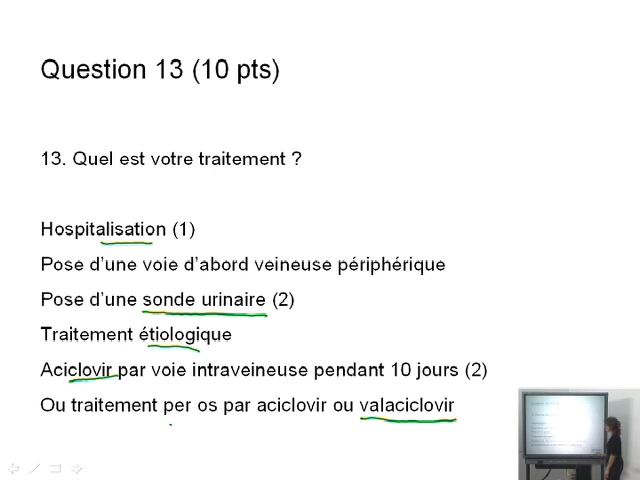 Question 13 (10 pts)
13. Quel est votre traitement ?
Hospitalisation (1)
Pose d'une voie d'abord veineuse périphérique
Pose d'une sonde urinaire (2)
Traitement étiologique
Aciclovir par voie intraveineuse pendant 10 jours (2)
Ou traitement per os par aciclovir ou valaciclovir